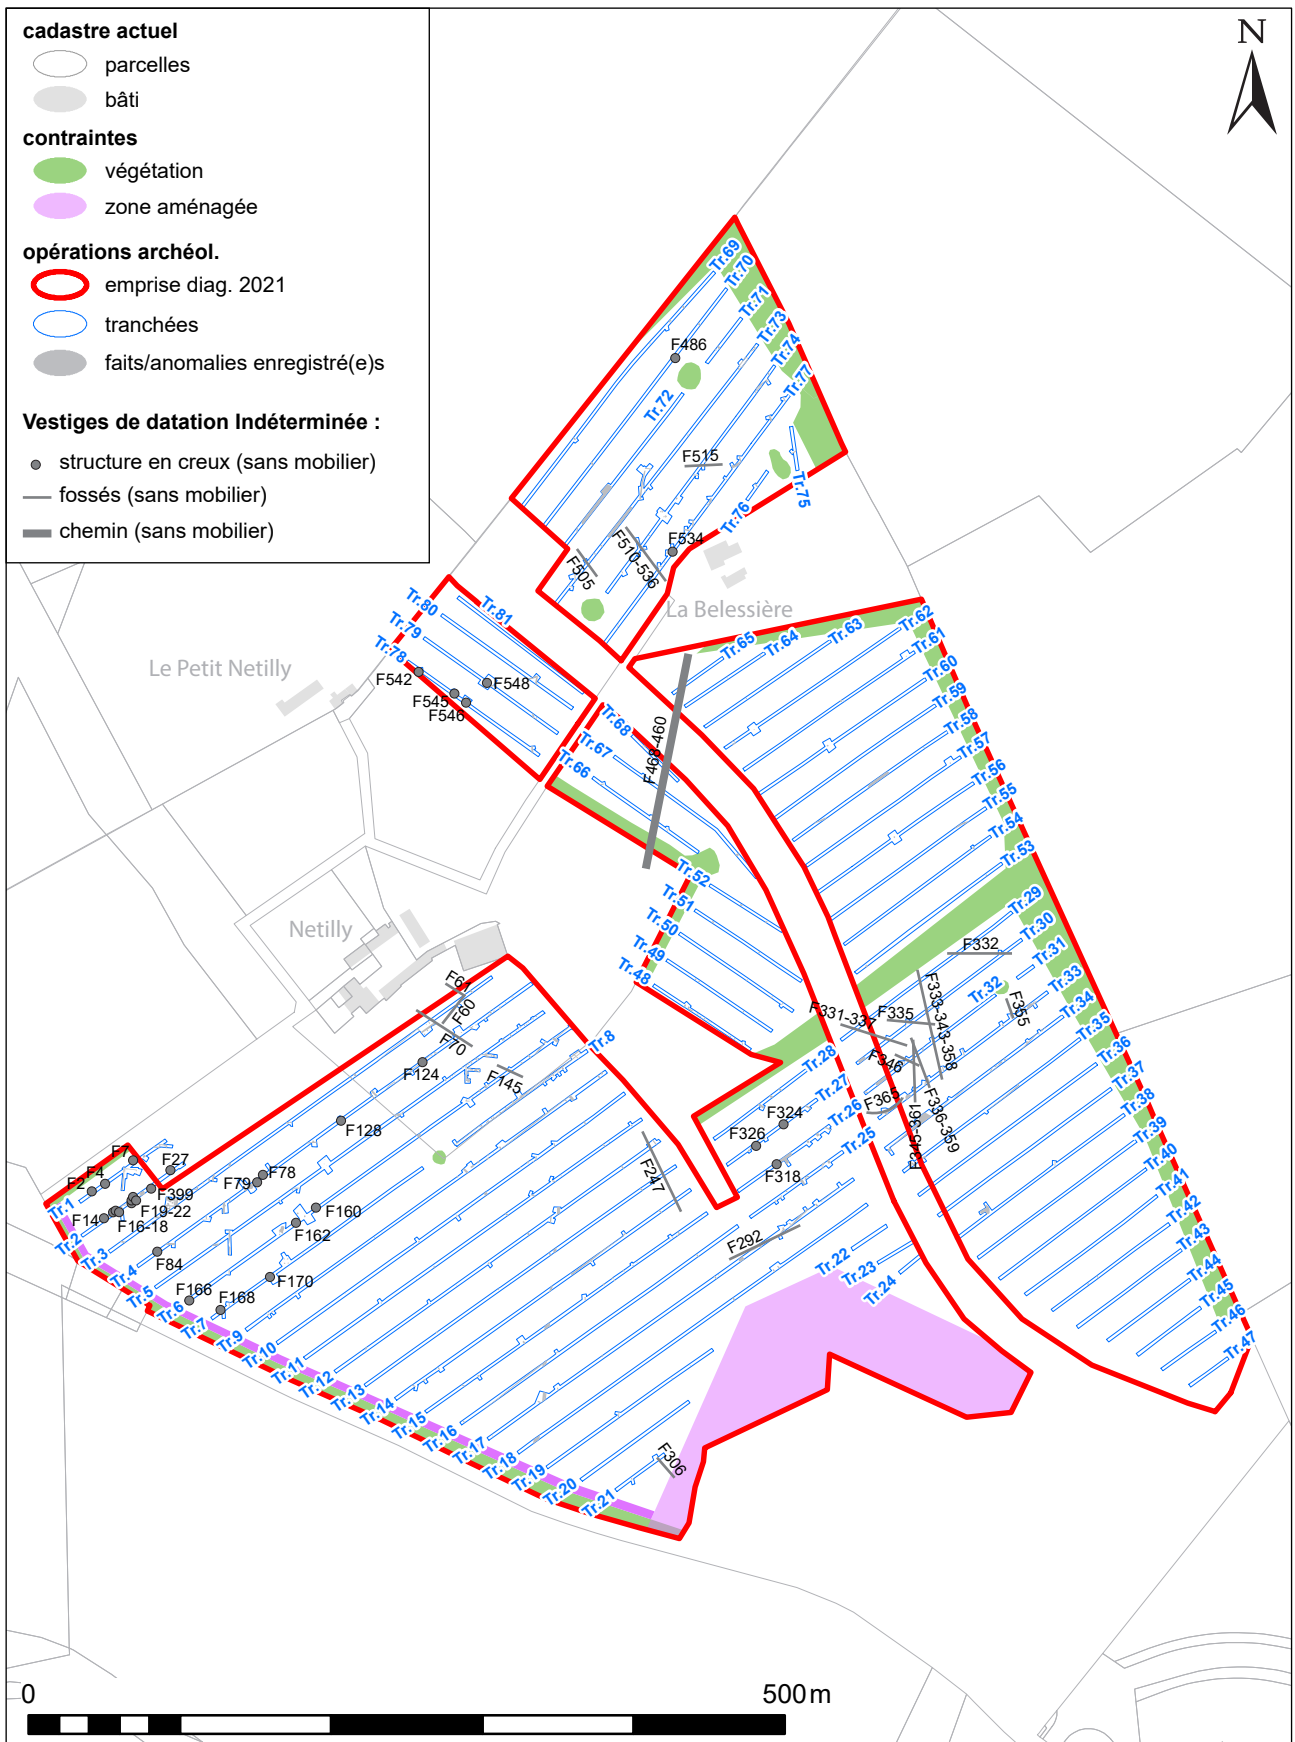 cadastre actuel
parcelles
bâti
contraintes
végétation
zone aménagée
opérations archéol.
emprise diag. 2021
tranchées
faits/anomalies enregistré(e)s
Vestiges de datation Indéterminée :
structure en creux (sans mobilier)
fossés (sans mobilier)
chemin (sans mobilier)
N
Tr.69
Tr.70
Tr.71
Tr.73
Tr.74
Tr.77
F486
Tr.72
F515
Tr.75
Tr.76
F534
F510-536
F505
La Belessière
Le Petit Netilly
Tr.80
Tr.81
Tr.79
Tr.78
F542
F548
F545
F546
Tr.65
Tr.64
Tr.63
Tr.62
Tr.61
Tr.60
Tr.59
Tr.58
Tr.57
Tr.56
Tr.55
Tr.54
Tr.53
Tr.68
Tr.67
Tr.66
F468-460
Tr.52
Tr.51
Tr.50
Tr.49
Tr.48
Netilly
Tr.29
Tr.30
Tr.31
Tr.33
Tr.34
Tr.35
Tr.36
Tr.37
Tr.38
Tr.39
Tr.40
Tr.41
Tr.42
Tr.43
Tr.44
Tr.45
Tr.46
Tr.47
F332
Tr.32
F355
F333-343-358
F335
F331-337
F346
F365
F336-359
F345-361
F61
F60
F70
Tr.8
F124
F145
Tr.28
Tr.27
Tr.26
Tr.25
F324
F326
F318
F128
F7
F27
F4
F2
F78
F79
F399
F19-22
F14
F16-18
F160
F162
F84
F170
F166
F168
F247
F292
Tr.22
Tr.23
Tr.24
Tr.1
Tr.2
Tr.3
Tr.4
Tr.5
Tr.6
Tr.7
Tr.9
Tr.10
Tr.11
Tr.12
Tr.13
Tr.14
Tr.15
Tr.16
Tr.17
Tr.18
Tr.19
Tr.20
Tr.21
F306
0
500 m